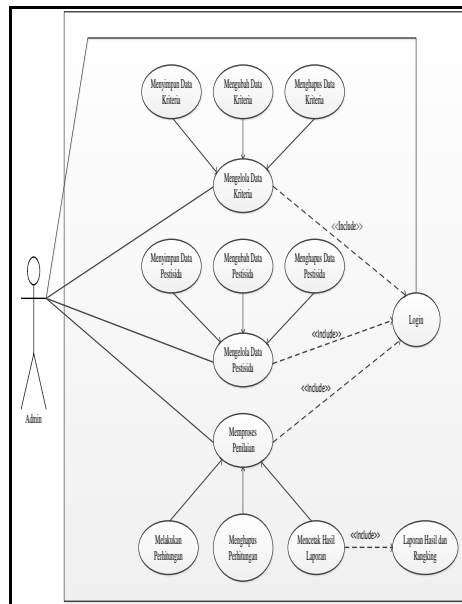 Menyimpan Data
Kriteria
Mengubah Data
Kriteria
Menghapus Data
Kriteria
Mengelola Data
Kriteria
<<Include>>
Menyimpan Data
Pestisida
Mengubah Data
Pestisida
Menghapus Data
Pestisida
Login
<<Include>>
Mengelola Data
Pestisida
<<Include>>
Admin
Memproses
Penilaian
Melakukan
Perhitungan
Menghapus
Perhitungan
Mencetak Hasil
Laporan
<<Include>>
Laporan Hasil dan
Rangking